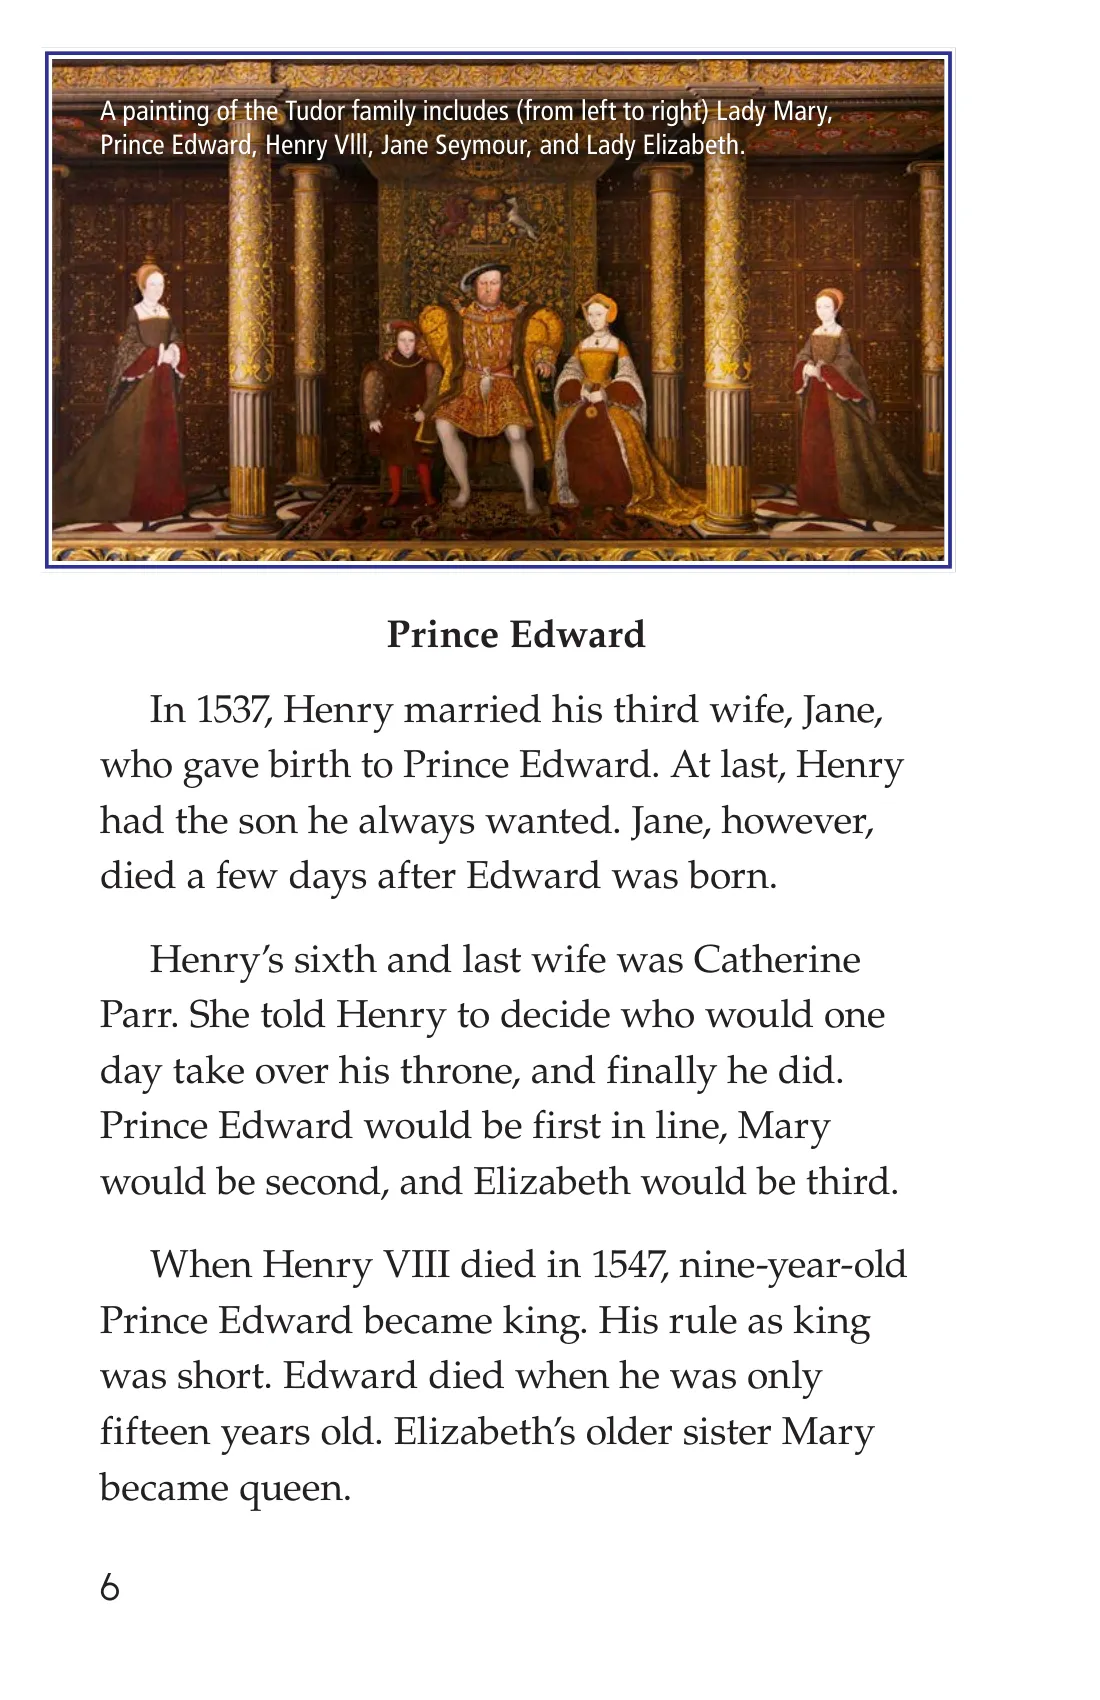 A painting of the Tudor family includes (from left to right) Lady Mary,
Prince Edward, Henry Vlll, Jane Seymour, and Lady Elizabeth.
Prince Edward
In 1537, Henry married his third wife, Jane,
who gave birth to Prince Edward. At last, Henry
had the son he always wanted. Jane, however,
died a few days after Edward was born.
Henry’s sixth and last wife was Catherine
Parr. She told Henry to decide who would one
day take over his throne, and finally he did.
Prince Edward would be first in line, Mary
would be second, and Elizabeth would be third.
When Henry VIII died in 1547, nine-year-old
Prince Edward became king. His rule as king
was short. Edward died when he was only
fifteen years old. Elizabeth’s older sister Mary
became queen.
6